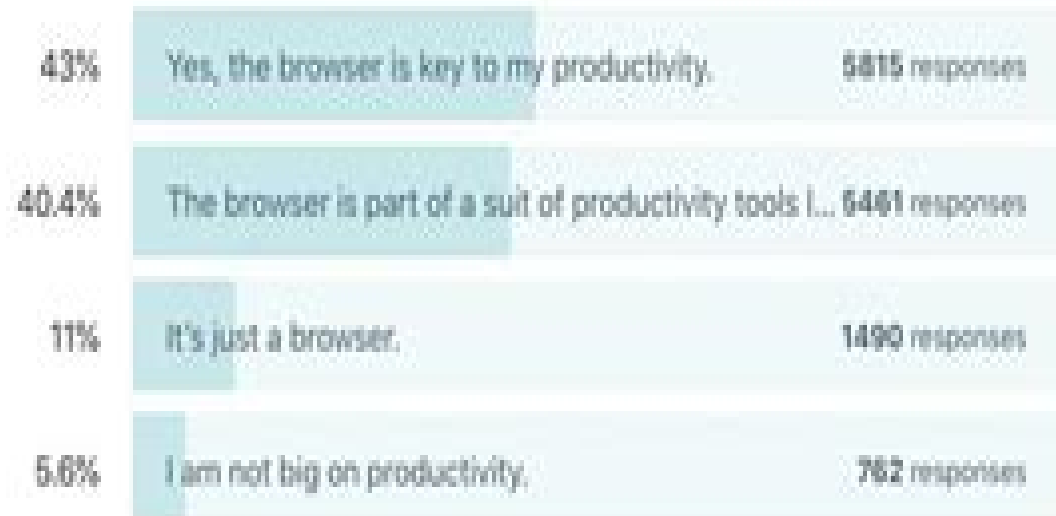 43% Yes, the browser is key to my productivity. 5815 responses
40.4% The browser is part of a suit of productivity tools I... 5461 responses
11% It's just a browser. 1490 responses
5.6% I am not big on productivity. 762 responses